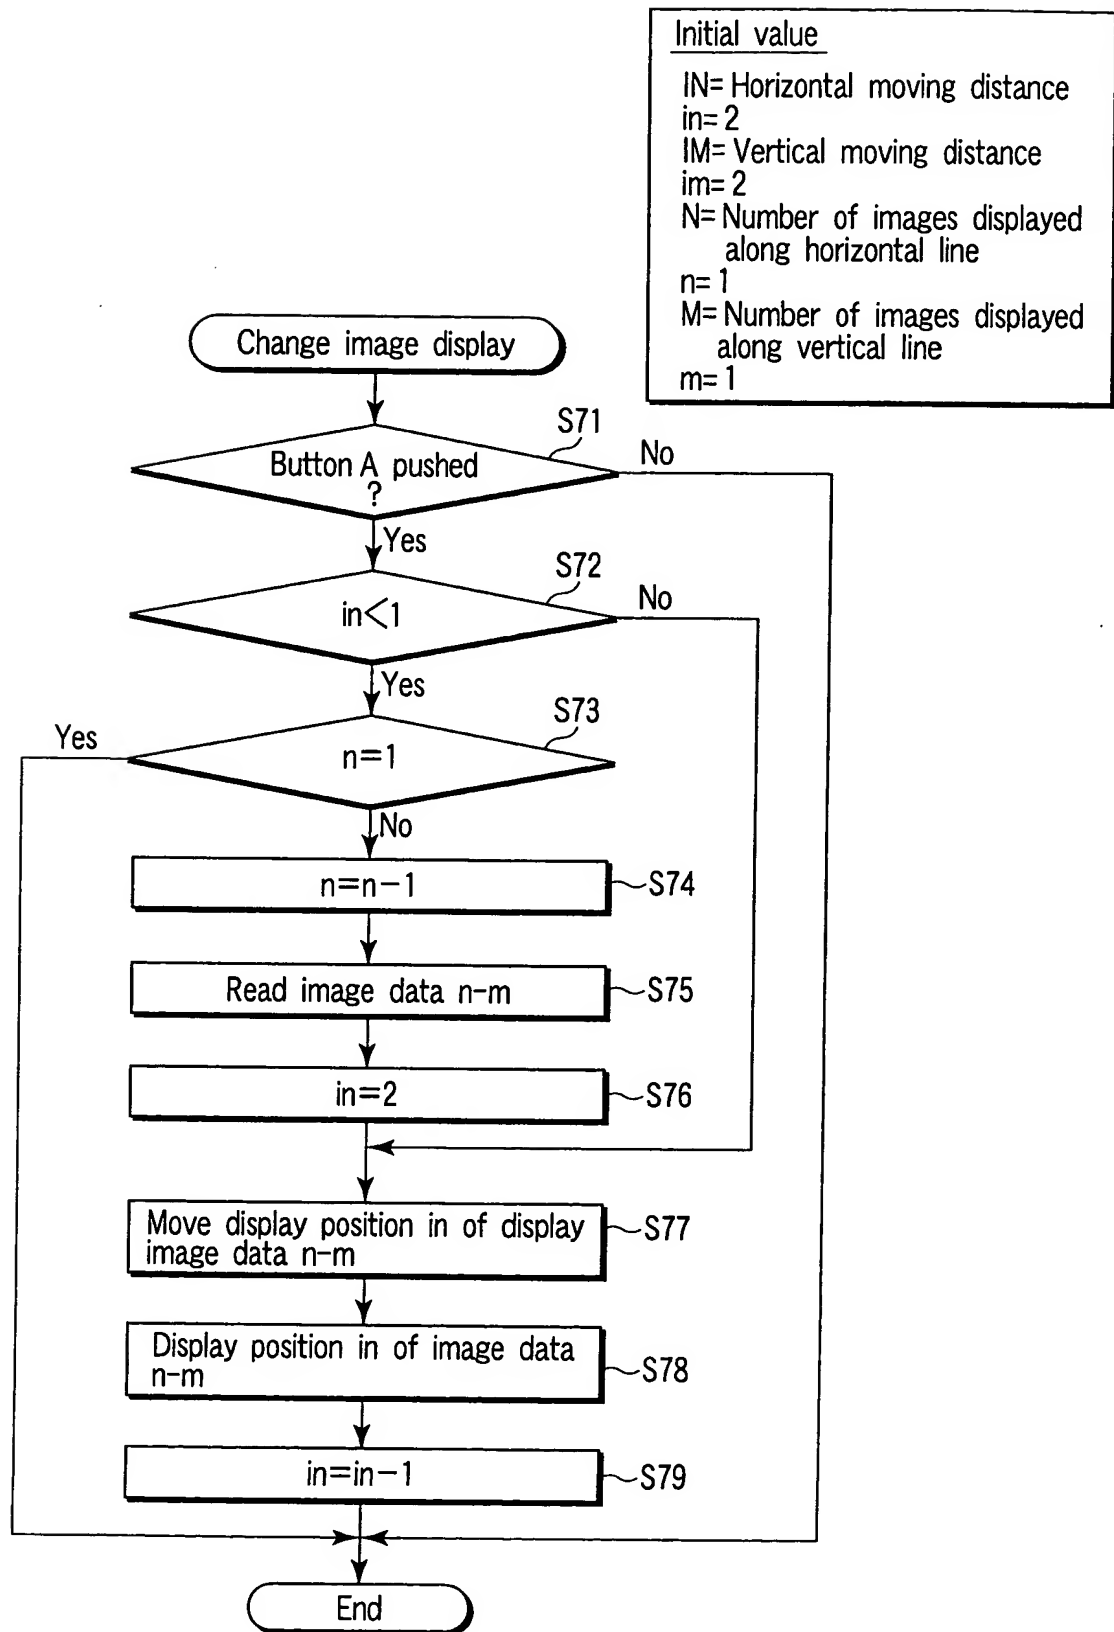 Initial value
IN= Horizontal moving distance
in= 2
IM= Vertical moving distance
im= 2
N= Number of images displayed
along horizontal line
n= 1
M= Number of images displayed
along vertical line
m= 1
Change image display
S71
Button A pushed
?
No
Yes
S72
in<1
No
Yes
S73
Yes
n=1
No
n=n-1
S74
Read image data n-m
S75
in=2
S76
Move display position in of display
image data n-m
S77
Display position in of image data
n-m
S78
in=in-1
S79
End